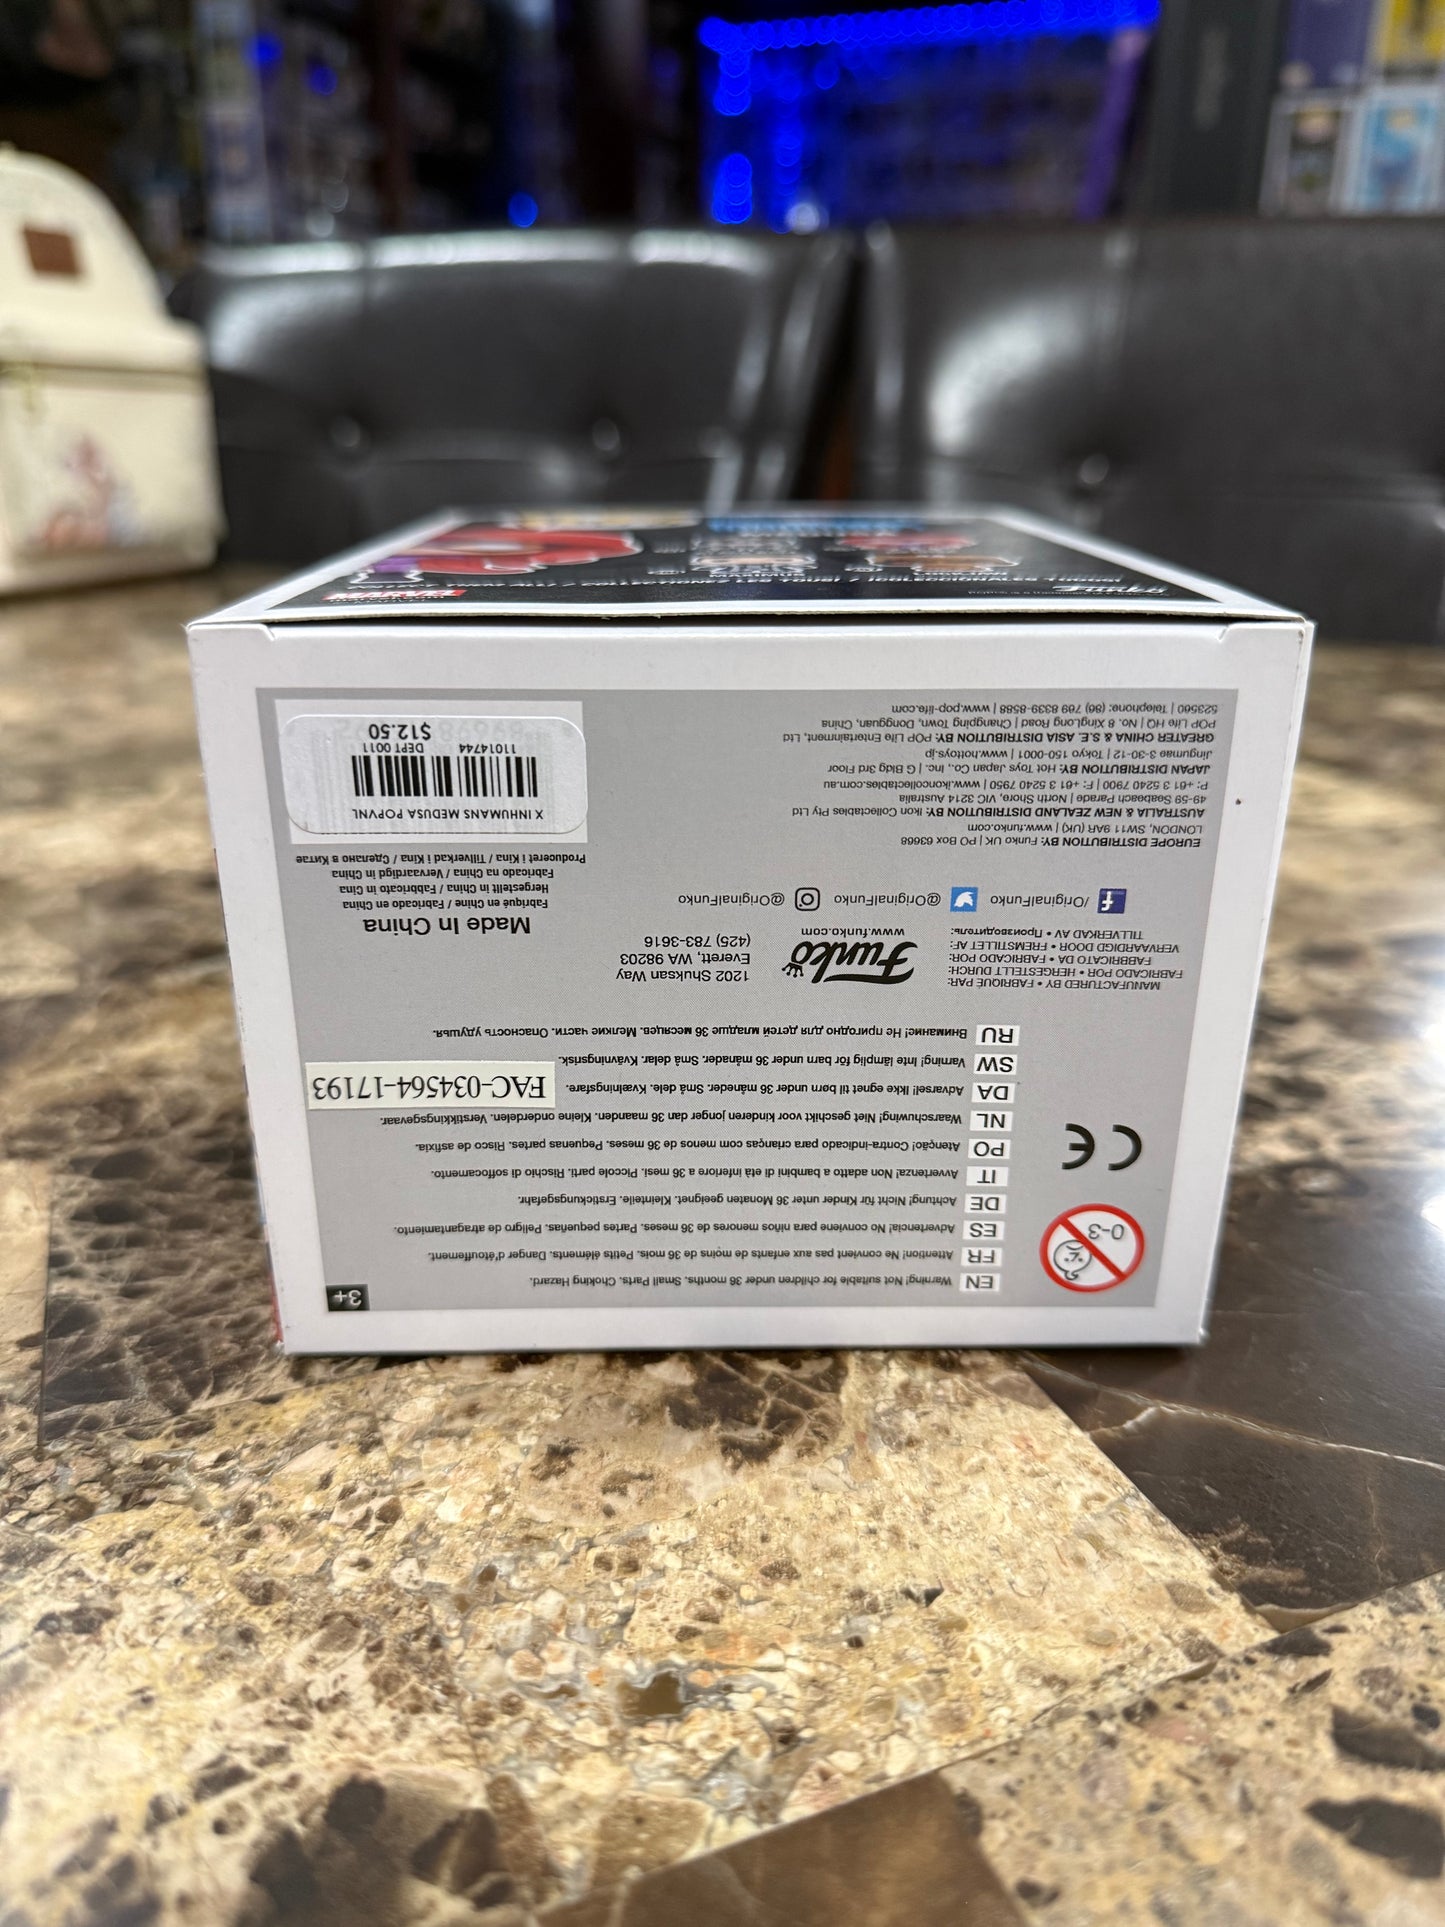 3+
EN Warning! Not suitable for children under 36 months. Small Parts. Choking Hazard.
FR Attention! Ne convient pas aux enfants de moins de 36 mois. Petits éléments. Danger d'étouffement.
ES Advertencia! No conviene para niños menores de 36 meses. Partes pequeñas. Peligro de atragantamiento.
DE Achtung! Nicht für Kinder unter 36 Monaten geeignet. Kleinteile. Erstickungsgefahr.
IT Avvertenza! Non adatto a bambini di età inferiore a 36 mesi. Piccole parti. Rischio di soffocamento.
PO Atenção! Contra-indicado para crianças com menos de 36 meses. Pequenas partes. Risco de asfixia.
NL Waarschuwing! Niet geschikt voor kinderen jonger dan 36 maanden. Kleine onderdelen. Verstikkingsgevaar.
DA Advarsel! Ikke egnet til børn under 36 måneder. Små dele. Kvælningsfare.
SW Varning! Inte lämplig för barn under 36 månader. Små delar. Kvävningsrisk.
RU Внимание! Не пригодно для детей младше 36 месяцев. Мелкие части. Опасность удушья.
0-3
CE
FAC-034564-17193
MANUFACTURED BY • FABRIQUÉ PAR:
FABRICADO POR • HERGESTELLT DURCH:
FABBRICATO DA • FABRICADO POR:
VERVAARDIGD DOOR • FREMSTILLET AF:
TILLVERKAD AV • Производитель:
Funko
www.funko.com
1202 Shuksan Way
Everett, WA 98203
(425) 783-3616
/OriginalFunko @OriginalFunko @OriginalFunko
Made In China
Fabriqué en Chine / Fabricado en China
Hergestellt in China / Fabbricato in Cina
Fabricado na China / Vervaardigd in China
Produceret i Kina / Tillverkad i Kina / Сделано в Китае
EUROPE DISTRIBUTION BY: Funko UK | PO Box 63668
LONDON, SW11 9AR (UK) | www.funko.com
AUSTRALIA & NEW ZEALAND DISTRIBUTION BY: Ikon Collectables Pty Ltd
49-59 Seabeach Parade | North Shore, VIC 3214 Australia
P: +61 3 5240 7900 | F: +61 3 5240 7950 | www.ikoncollectables.com.au
JAPAN DISTRIBUTION BY: Hot Toys Japan Co., Inc. | G Bldg 3rd Floor
Jingumae 3-30-12 | Tokyo 150-0001 | www.hottoys.jp
GREATER CHINA & S.E. ASIA DISTRIBUTION BY: POP Life Entertainment, Ltd
POP Life HQ | No. 8 XingLong Road | Changping Town, Dongguan, China
523560 | Telephone: (86) 769 8339-8588 | www.pop-life.com
X INHUMANS MEDUSA POPVNL
11014744 DEPT 0011
$12.50
MARVEL
Funko